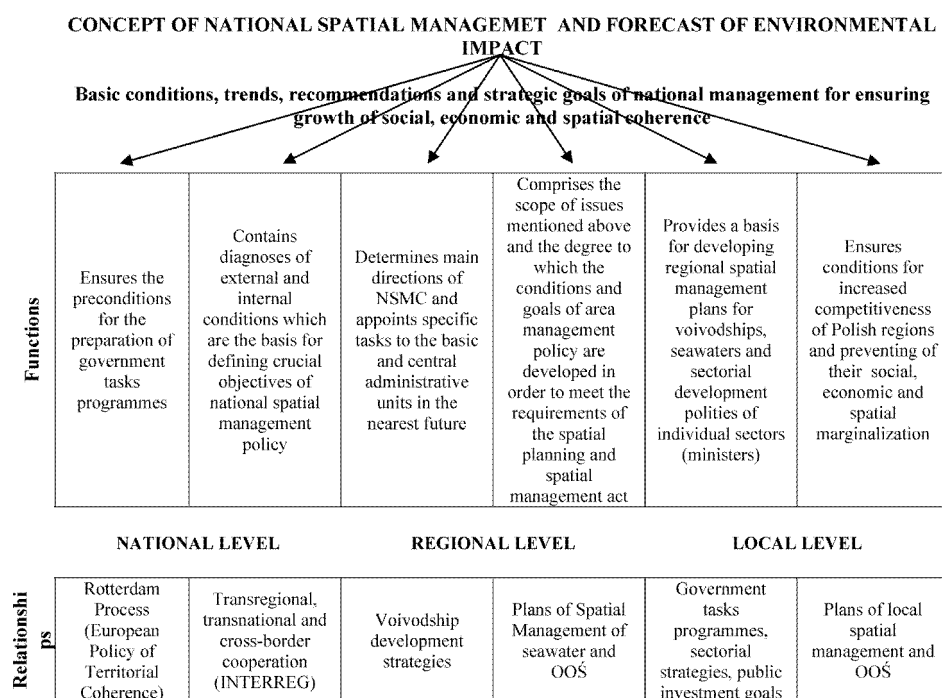 CONCEPT OF NATIONAL SPATIAL MANAGEMET AND FORECAST OF ENVIRONMENTAL
IMPACT
Basic conditions, trends, recommendations and strategic goals of national management for ensuring
growth of social, economic and spatial coherence
Functions
Ensures the
preconditions
for the
preparation of
government
tasks
programmes
Contains
diagnoses of
external and
internal
conditions which
are the basis for
defining crucial
objectives of
national spatial
management
policy
Determines main
directions of
NSMC and
appoints specific
tasks to the basic
and central
administrative
units in the
nearest future
Comprises the
scope of issues
mentioned above
and the degree to
which the
conditions and
goals of area
management
policy are
developed in
order to meet the
requirements of
the spatial
planning and
spatial
management act
Provides a basis
for developing
regional spatial
management
plans for
voivodships,
seawaters and
sectorial
development
polities of
individual sectors
(ministers)
Ensures
conditions for
increased
competitiveness
of Polish regions
and preventing of
their social,
economic and
spatial
marginalization
NATIONAL LEVEL
REGIONAL LEVEL
LOCAL LEVEL
Relationshi
ps
Rotterdam
Process
(European
Policy of
Territorial
Coherence)
Transregional,
transnational and
cross-border
cooperation
(INTERREG)
Voivodship
development
strategies
Plans of Spatial
Management of
seawater and
OOŚ
Government
tasks
programmes,
sectorial
strategies, public
investment goals
Plans of local
spatial
management and
OOŚ